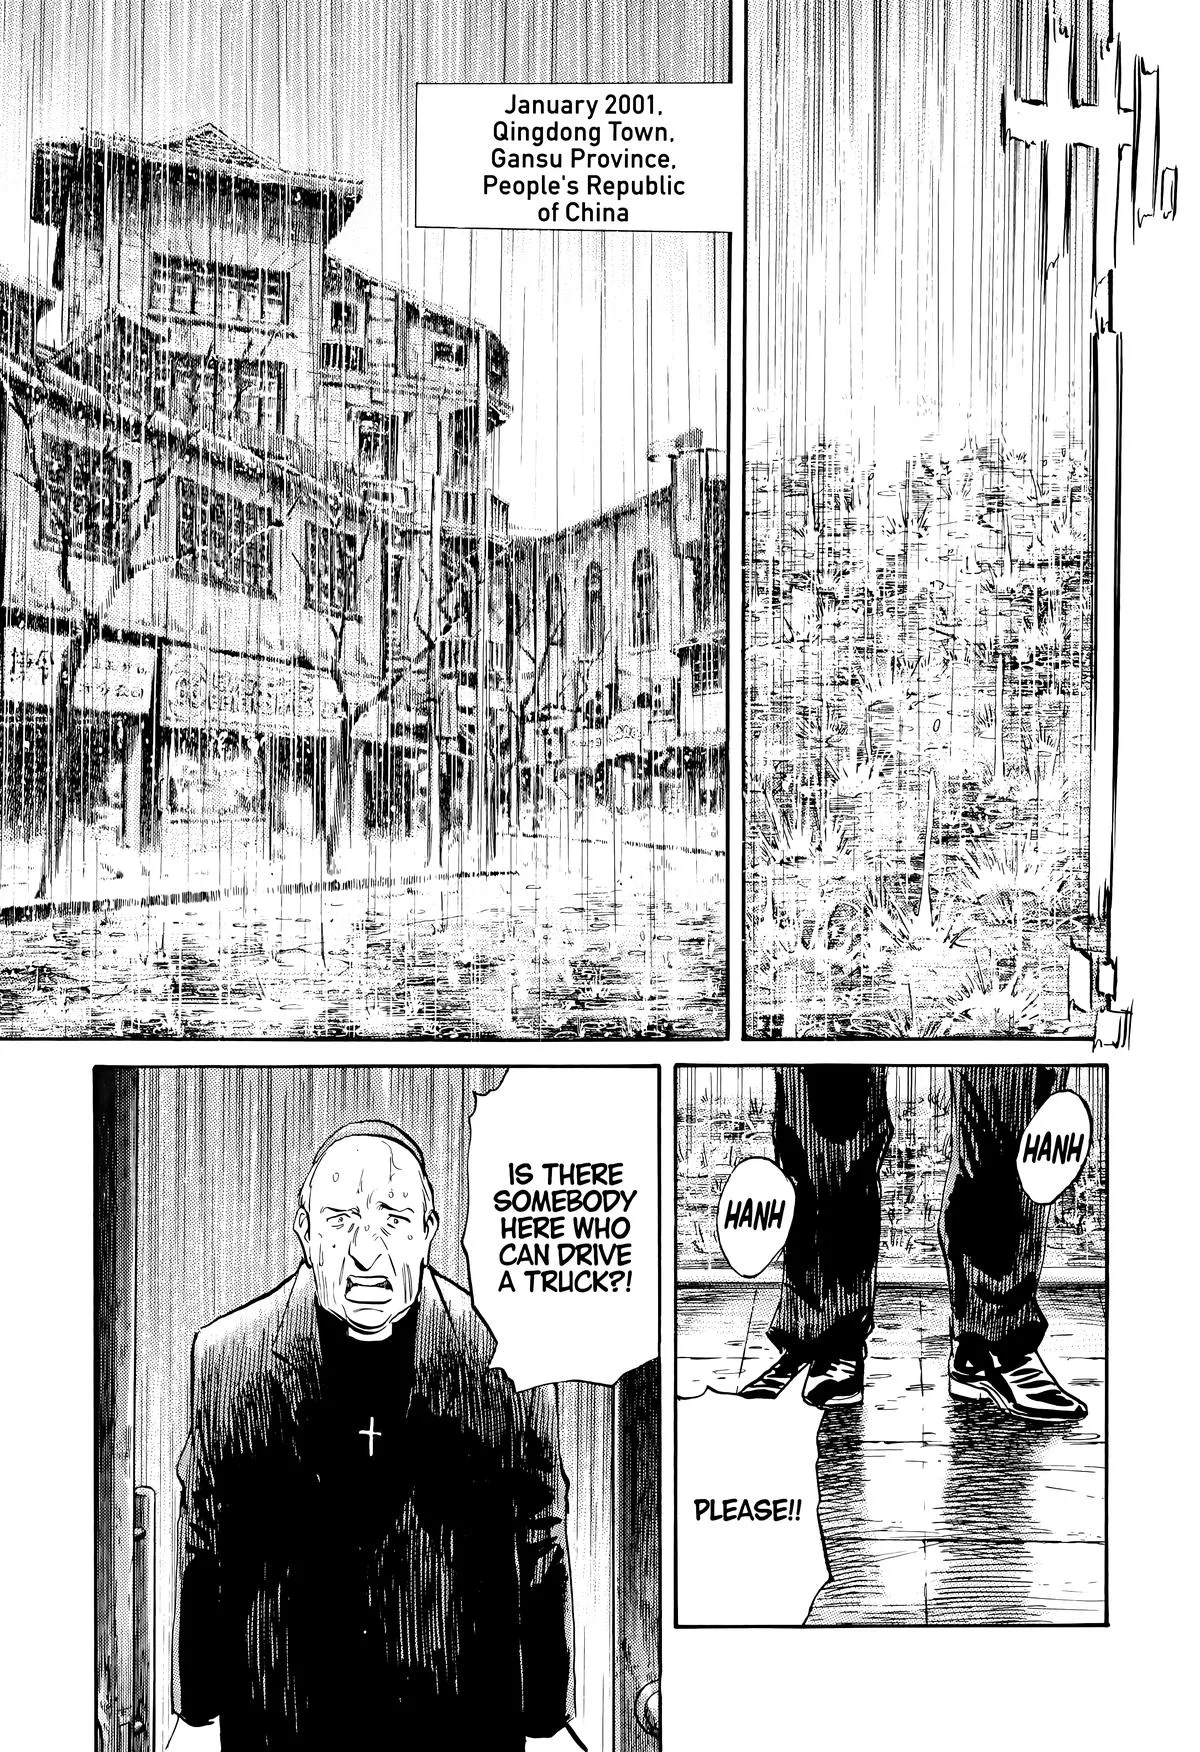 January 2001,
Qingdong Town,
Gansu Province,
People's Republic
of China
HANH
HANH
PLEASE!!
IS THERE
SOMEBODY
HERE WHO
CAN DRIVE
A TRUCK?!